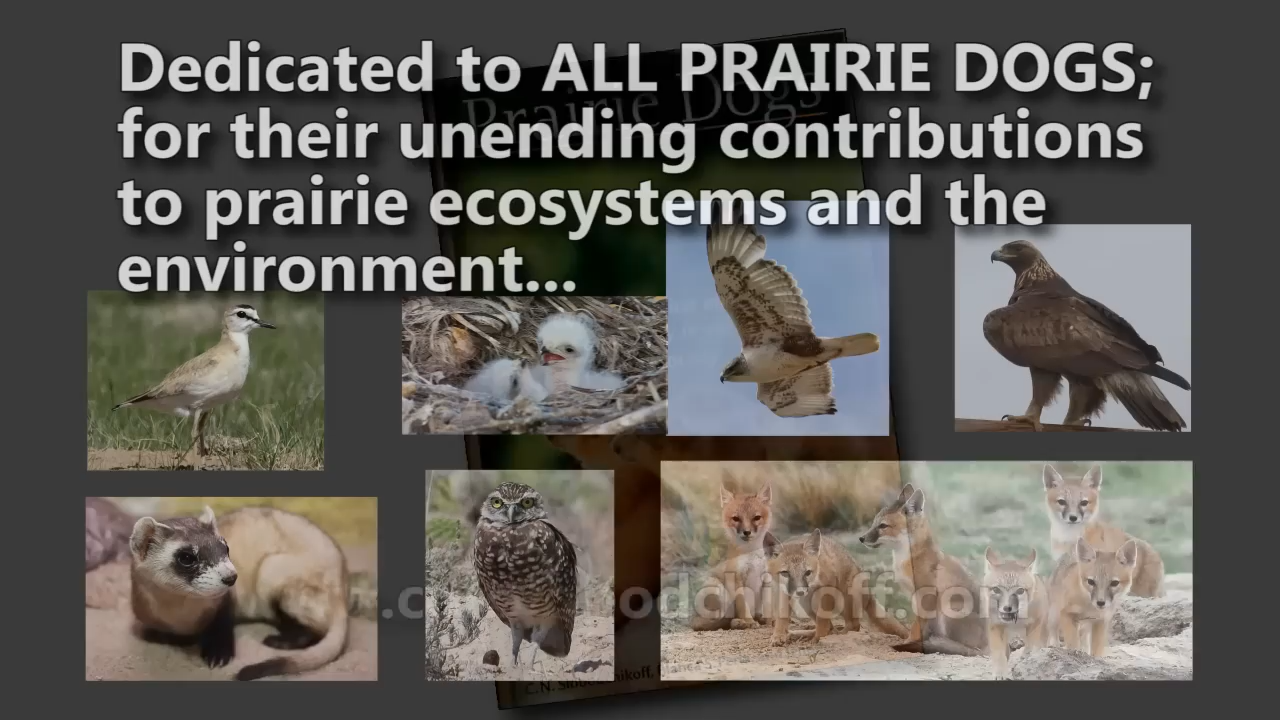 Dedicated to ALL PRAIRIE DOGS;
for their unending contributions
to prairie ecosystems and the
environment...
Prairie Dogs